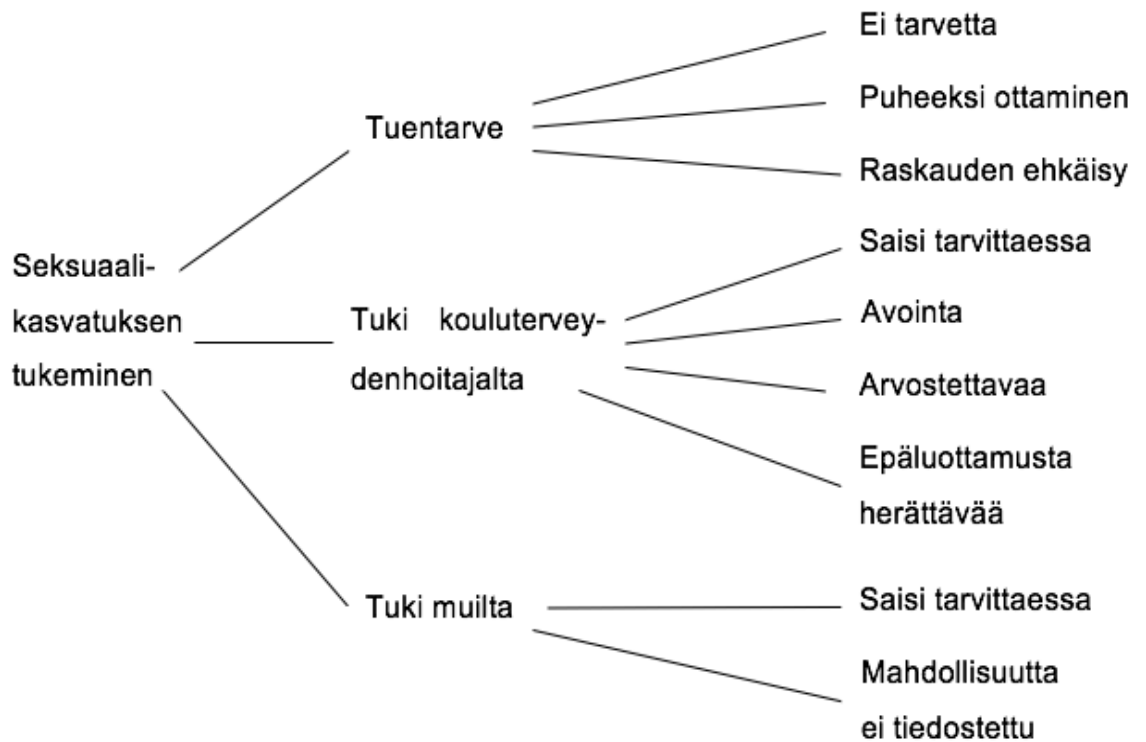 Seksuaali-
kasvatuksen
tukeminen
Tuentarve
Ei tarvetta
Puheeksi ottaminen
Raskauden ehkäisy
Tuki koulutervey-
denhoitajalta
Saisi tarvittaessa
Avointa
Arvostettavaa
Epäluottamusta
herättävää
Tuki muilta
Saisi tarvittaessa
Mahdollisuutta
ei tiedostettu